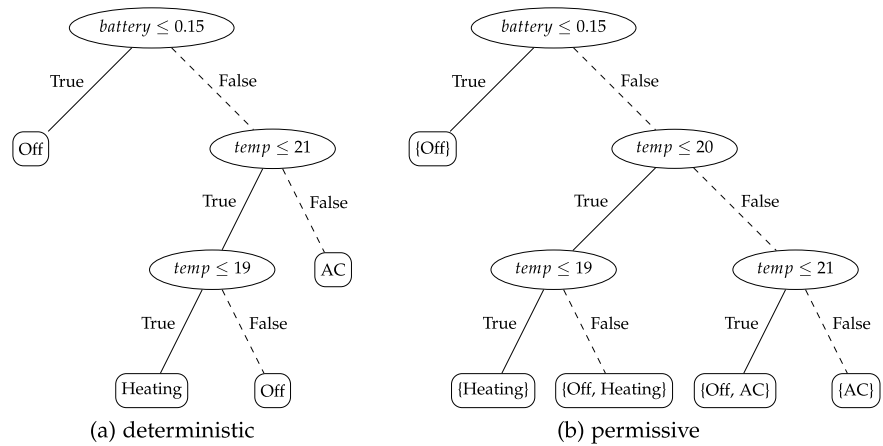 battery ≤ 0.15
True
False
Off
temp ≤ 21
True
False
temp ≤ 19
AC
True
False
Heating
Off
(a) deterministic
battery ≤ 0.15
True
False
{Off}
temp ≤ 20
True
False
temp ≤ 19
temp ≤ 21
True
False
True
False
{Heating}
{Off, Heating}
{Off, AC}
{AC}
(b) permissive